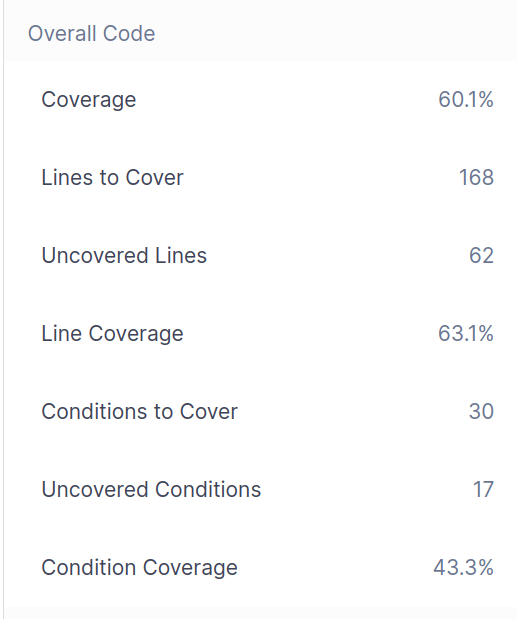 Overall Code
Coverage 60.1%
Lines to Cover 168
Uncovered Lines 62
Line Coverage 63.1%
Conditions to Cover 30
Uncovered Conditions 17
Condition Coverage 43.3%